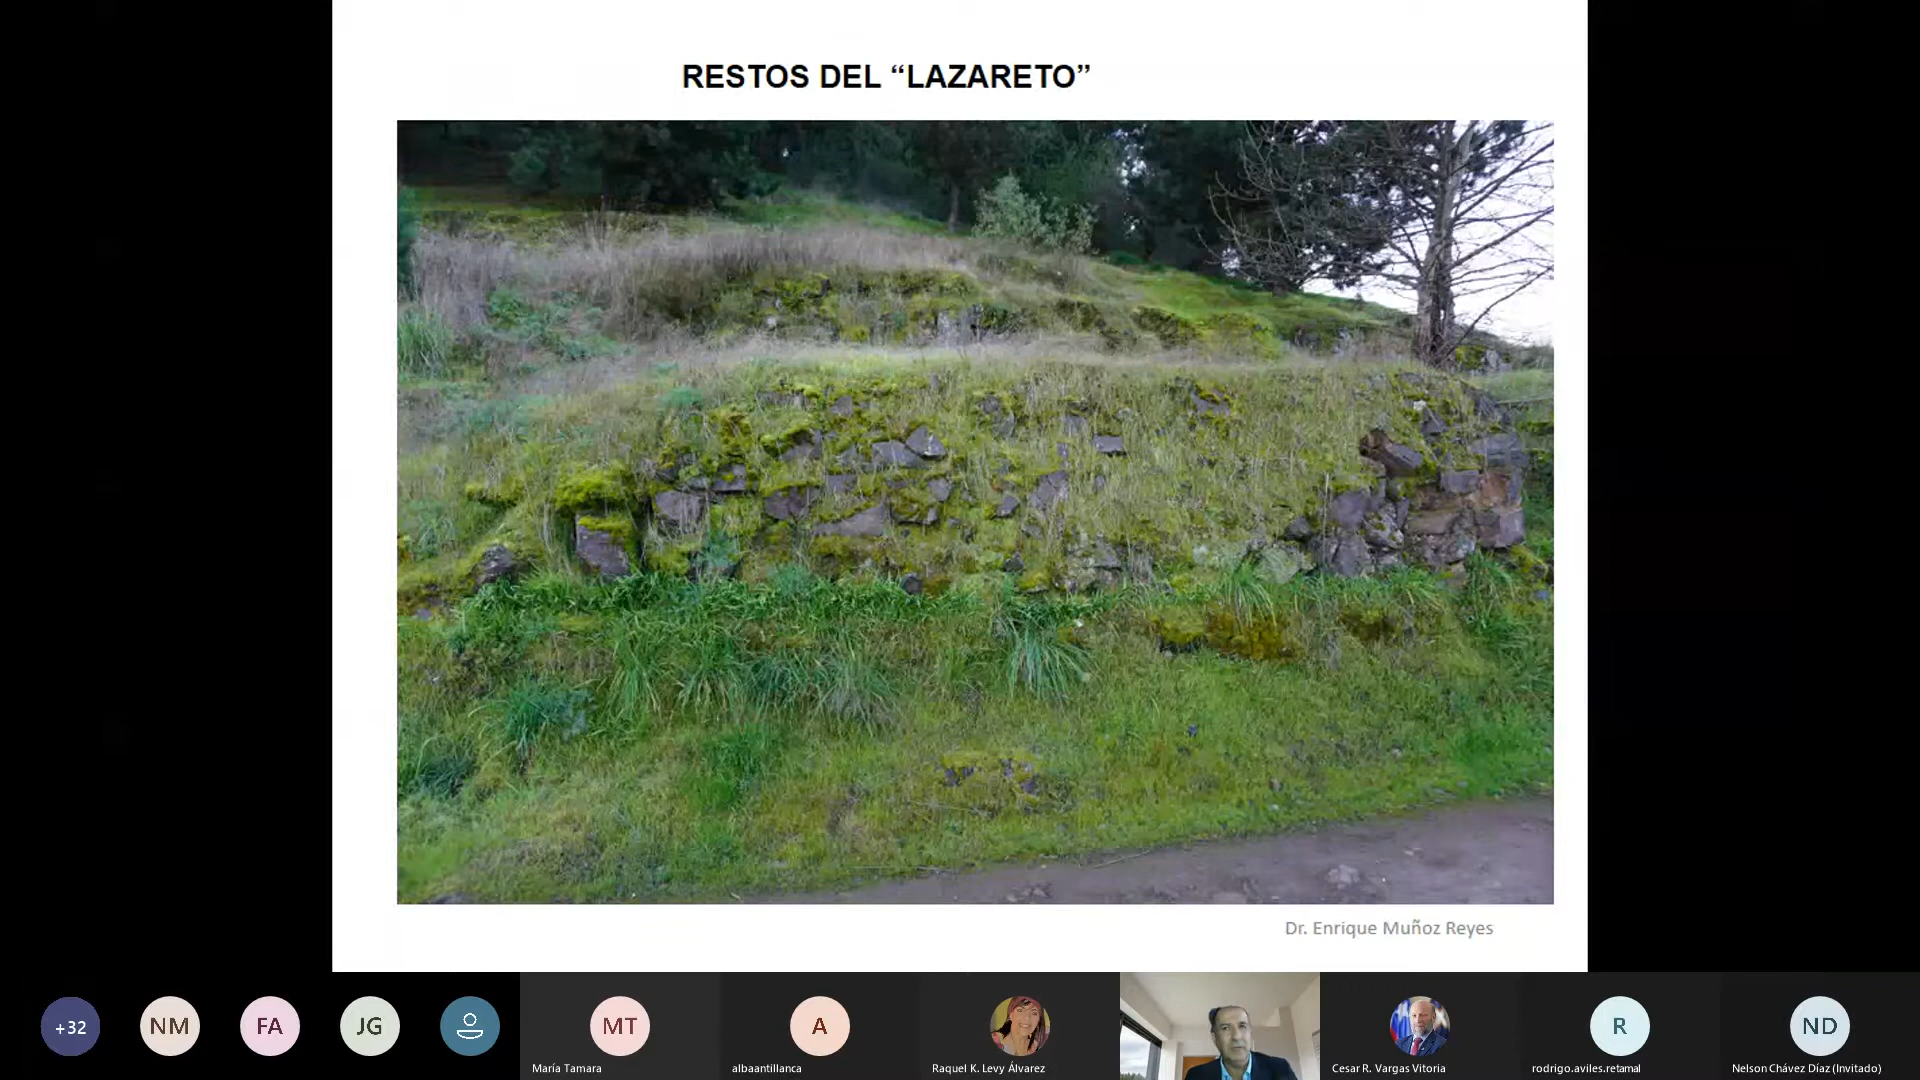 RESTOS DEL “LAZARETO”
Dr. Enrique Muñoz Reyes
+32
NM
FA
JG
MT
A
R
ND
María Tamara
albaantillanca
Raquel K. Levy Álvarez
Cesar R. Vargas Vitoria
rodrigo.aviles.retamal
Nelson Chávez Díaz (Invitado)